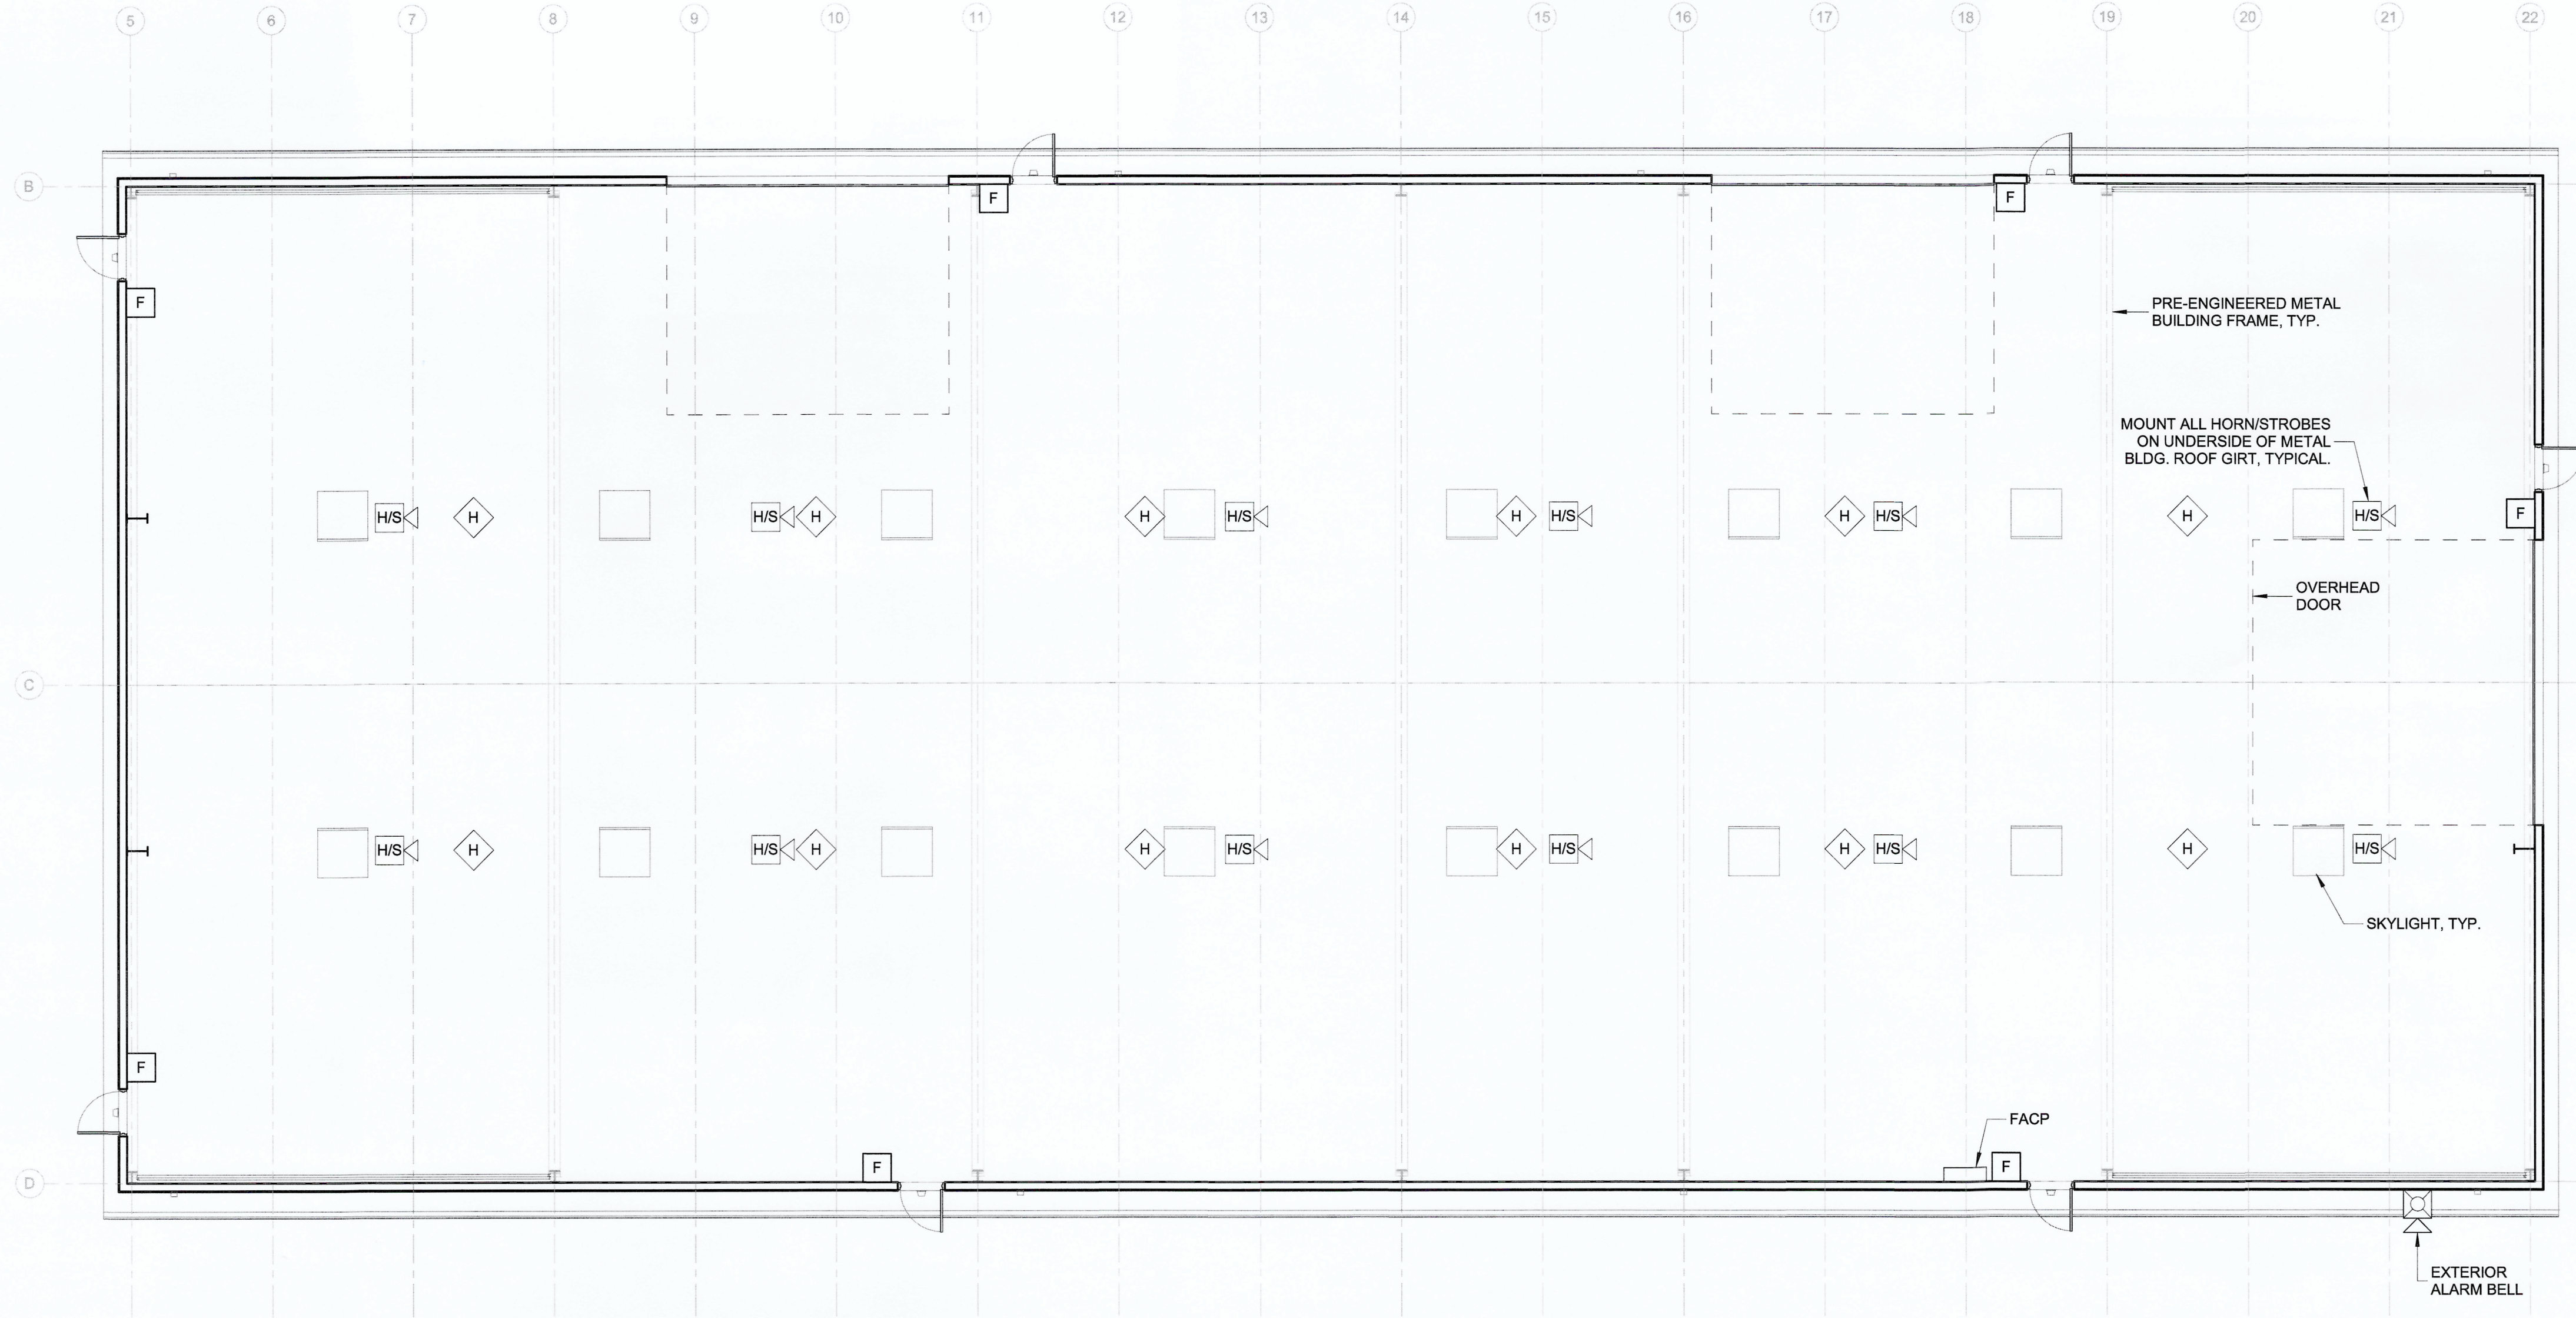 5 6 7 8 9 10 11 12 13 14 15 16 17 18 19 20 21 22
B
F F
F
PRE-ENGINEERED METAL
BUILDING FRAME, TYP.
MOUNT ALL HORN/STROBES
ON UNDERSIDE OF METAL
BLDG. ROOF GIRT, TYPICAL.
H/S H H/S H H H/S H H/S H H/S H H/S F
OVERHEAD
DOOR
C
H/S H H/S H H H/S H H/S H H/S H H/S
SKYLIGHT, TYP.
F
FACP
F F
D
EXTERIOR
ALARM BELL